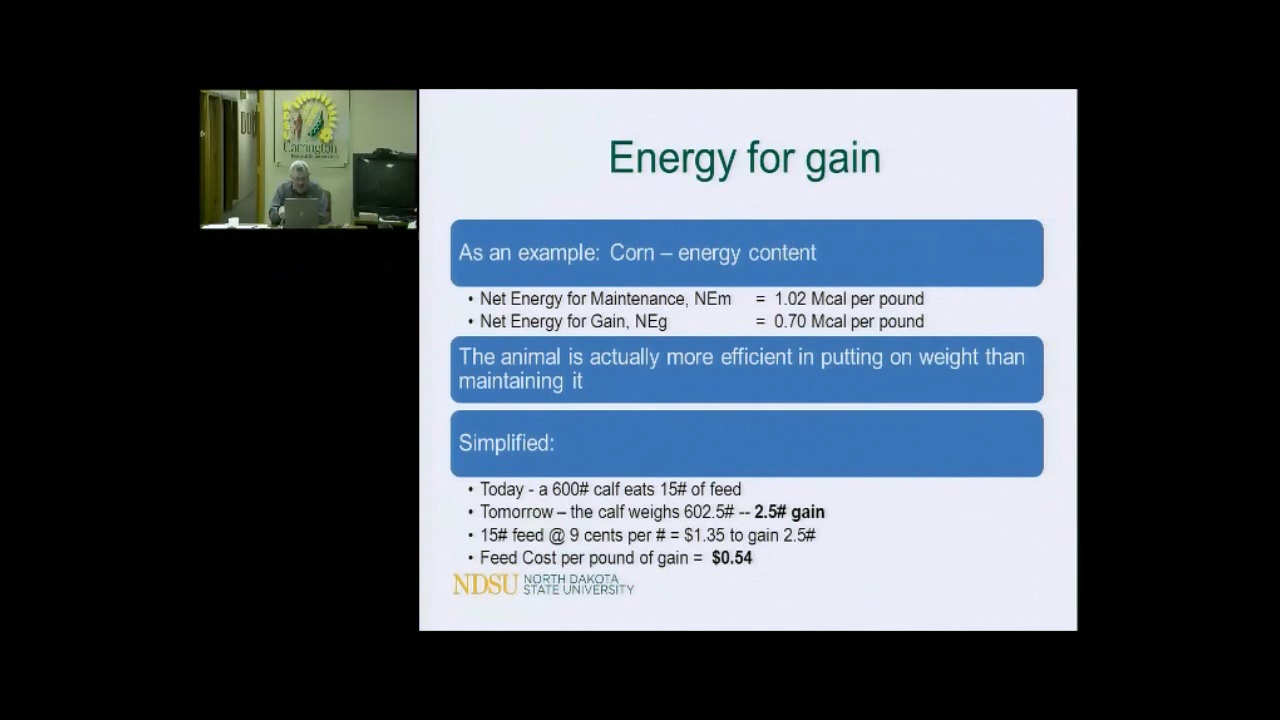 Carrington
Energy for gain
As an example: Corn – energy content
• Net Energy for Maintenance, NEm = 1.02 Mcal per pound
• Net Energy for Gain, NEg = 0.70 Mcal per pound
The animal is actually more efficient in putting on weight than
maintaining it
Simplified:
• Today - a 600# calf eats 15# of feed
• Tomorrow – the calf weighs 602.5# -- 2.5# gain
• 15# feed @ 9 cents per # = $1.35 to gain 2.5#
• Feed Cost per pound of gain = $0.54
NDSU NORTH DAKOTA
STATE UNIVERSITY